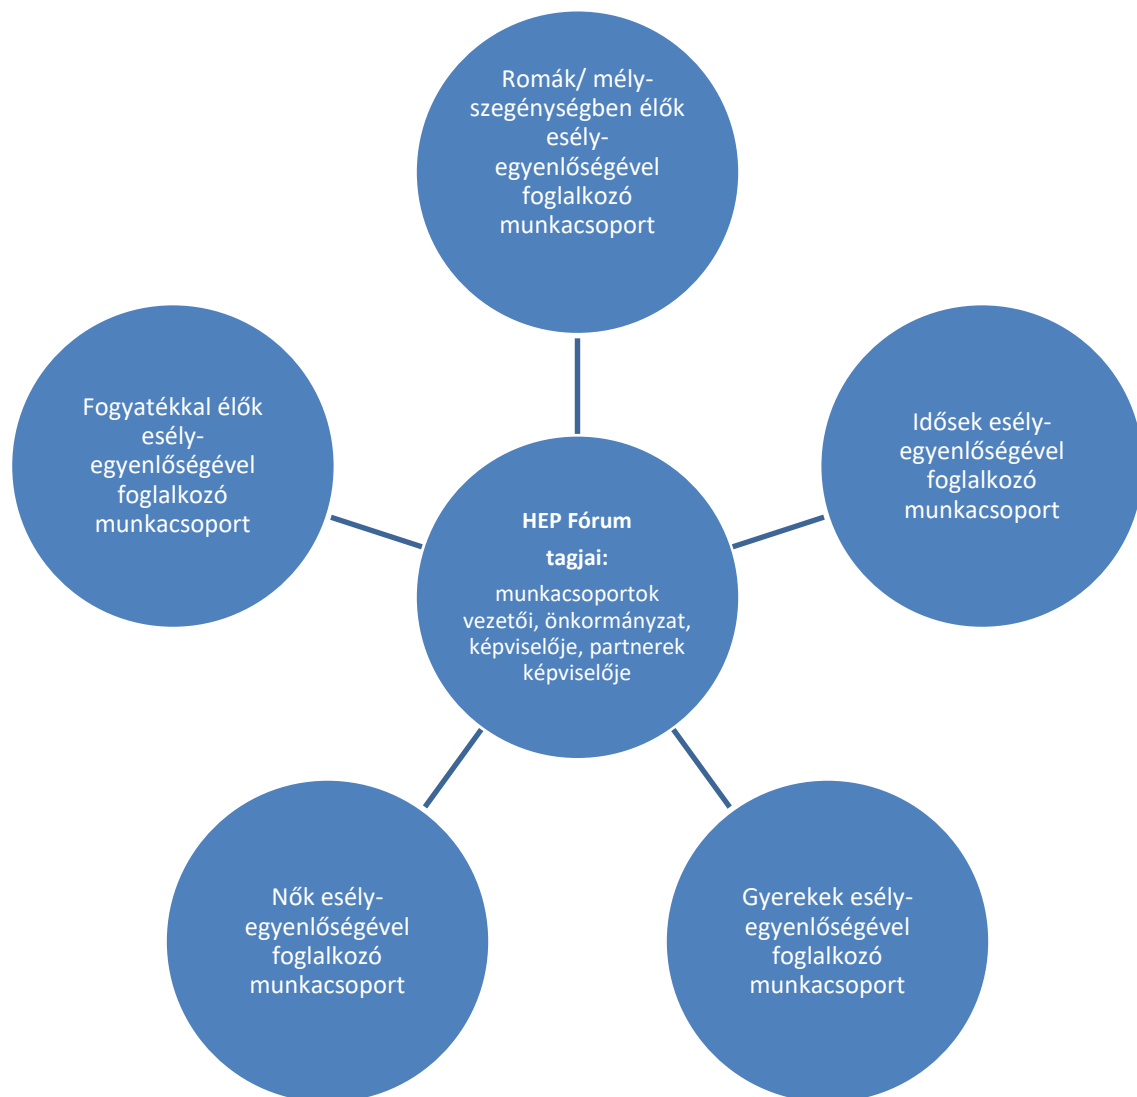 Romák/ mély-
szegénységben élők
esély-
egyenlőségével
foglalkozó
munkacsoport
Fogyatékkal élők
esély-
egyenlőségével
foglalkozó
munkacsoport
Idősek esély-
egyenlőségével
foglalkozó
munkacsoport
HEP Fórum
tagjai:
munkacsoportok
vezetői, önkormányzat,
képviselője, partnerek
képviselője
Nők esély-
egyenlőségével
foglalkozó
munkacsoport
Gyerekek esély-
egyenlőségével
foglalkozó
munkacsoport